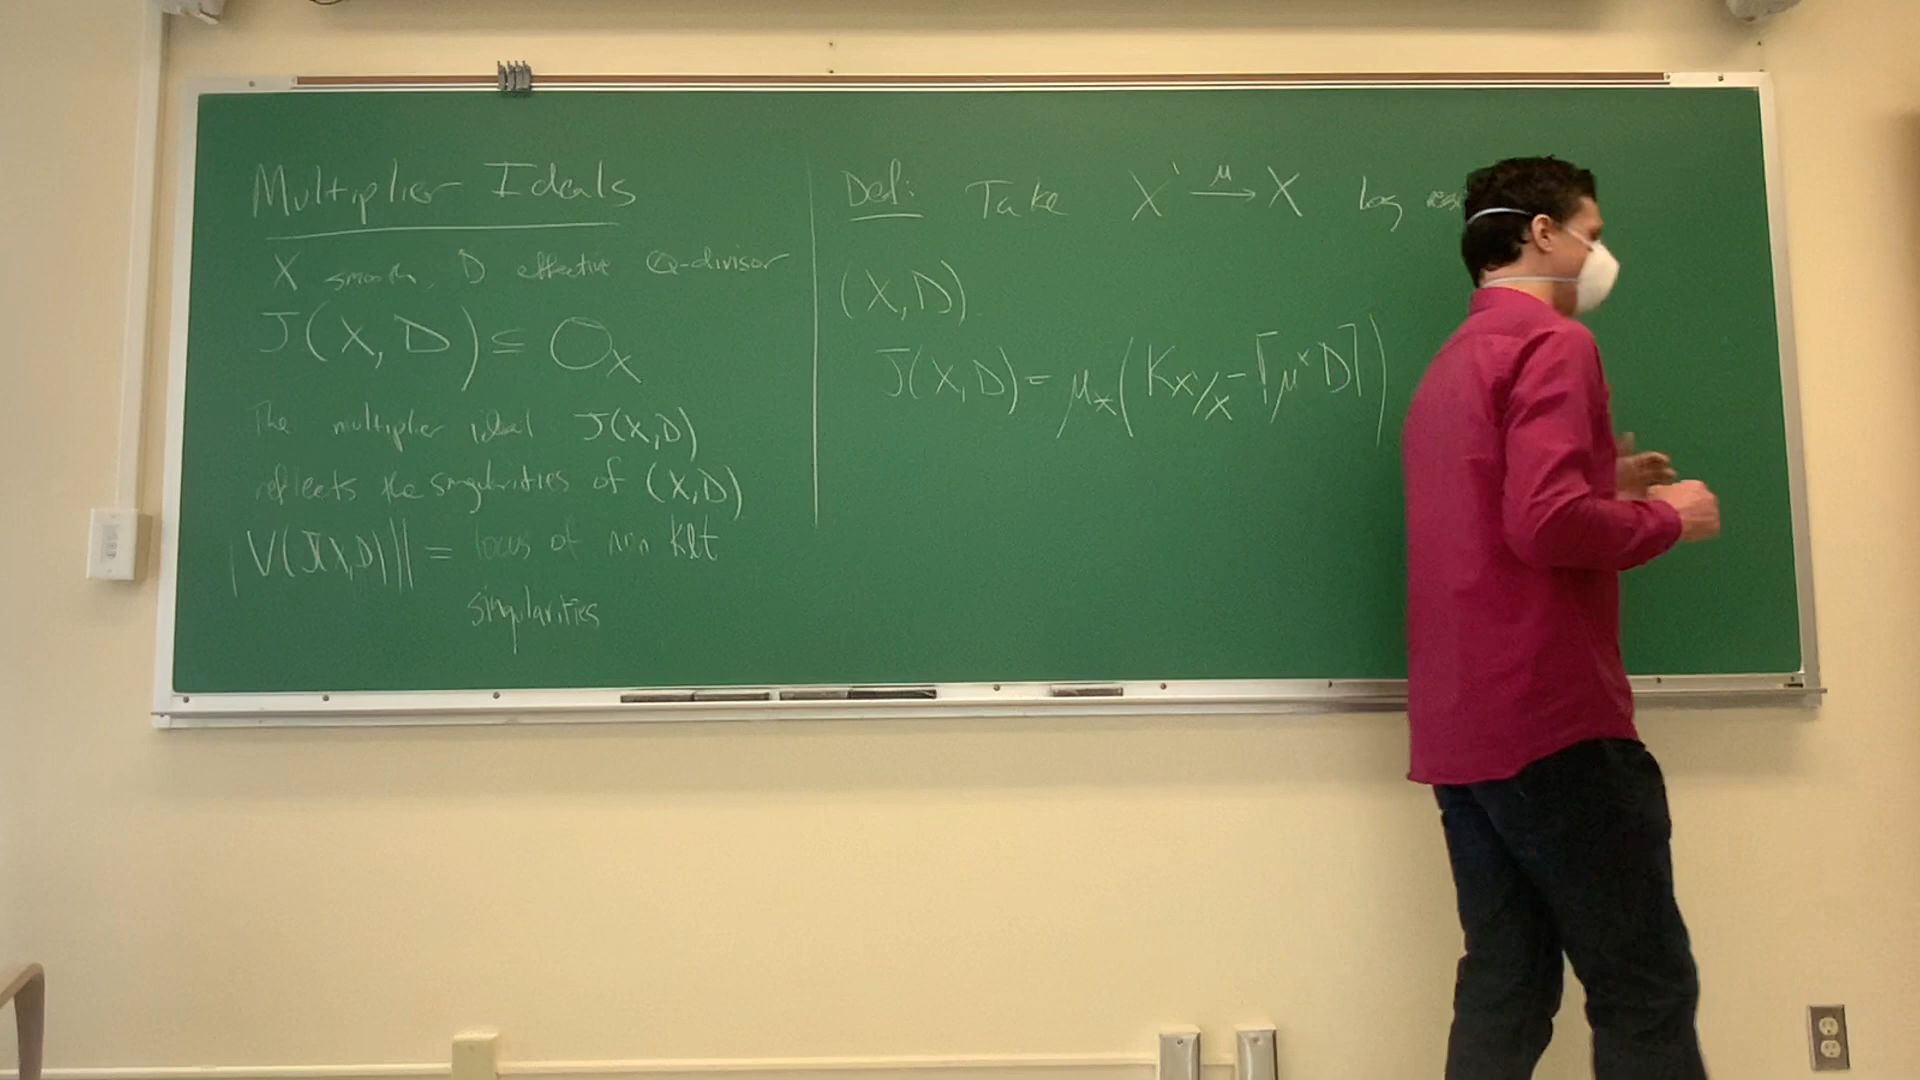 Multiplier Ideals
X smooth, D effective Q-divisor
J(X,D) ⊆ O_X
The multiplier ideal J(X,D)
reflects the singularities of (X,D)
|V(J(X,D))| = locus of non klt
singularities
Def: Take X' →^μ X log
(X,D).
J(X,D) = μ_*(K_{X'/X} - ⌈μ^*D⌉)